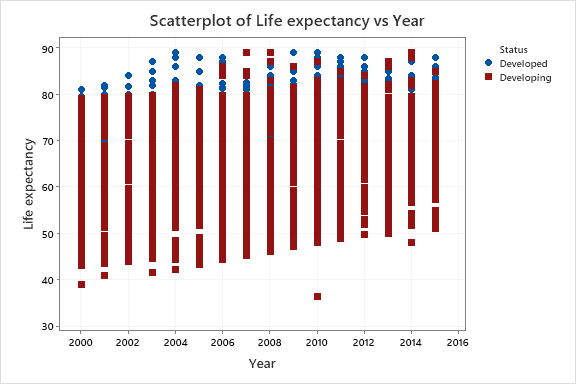 Scatterplot of Life expectancy vs Year
Life expectancy
90
80
70
60
50
40
30
2000
2002
2004
2006
2008
2010
2012
2014
2016
Year
Status
Developed
Developing